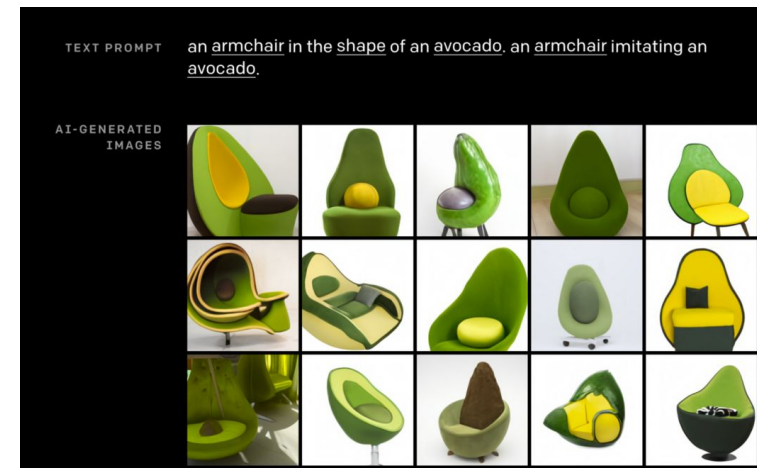 TEXT PROMPT
an armchair in the shape of an avocado. an armchair imitating an
avocado.
AI-GENERATED
IMAGES